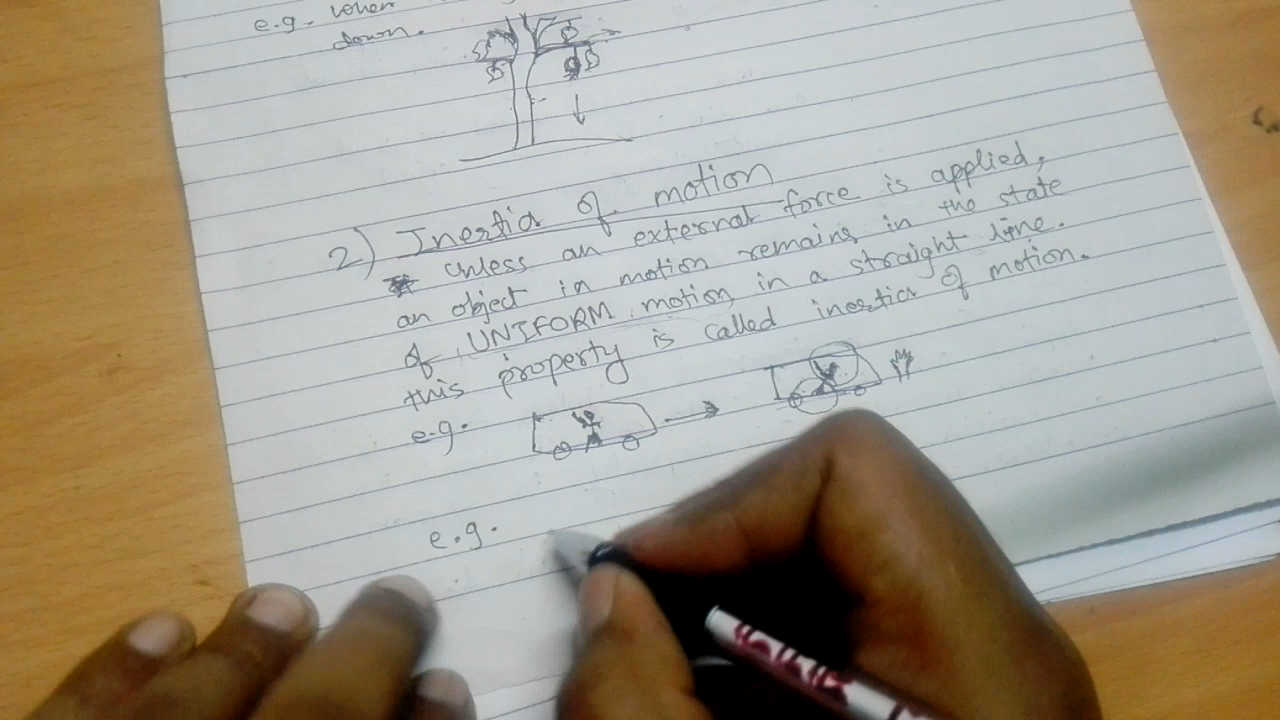 e.g. when
down.
2) Inertia of motion
unless an external force is applied,
an object in motion remains in the state
of UNIFORM motion in a straight line.
this property is called inertia of motion.
e.g.
e.g.